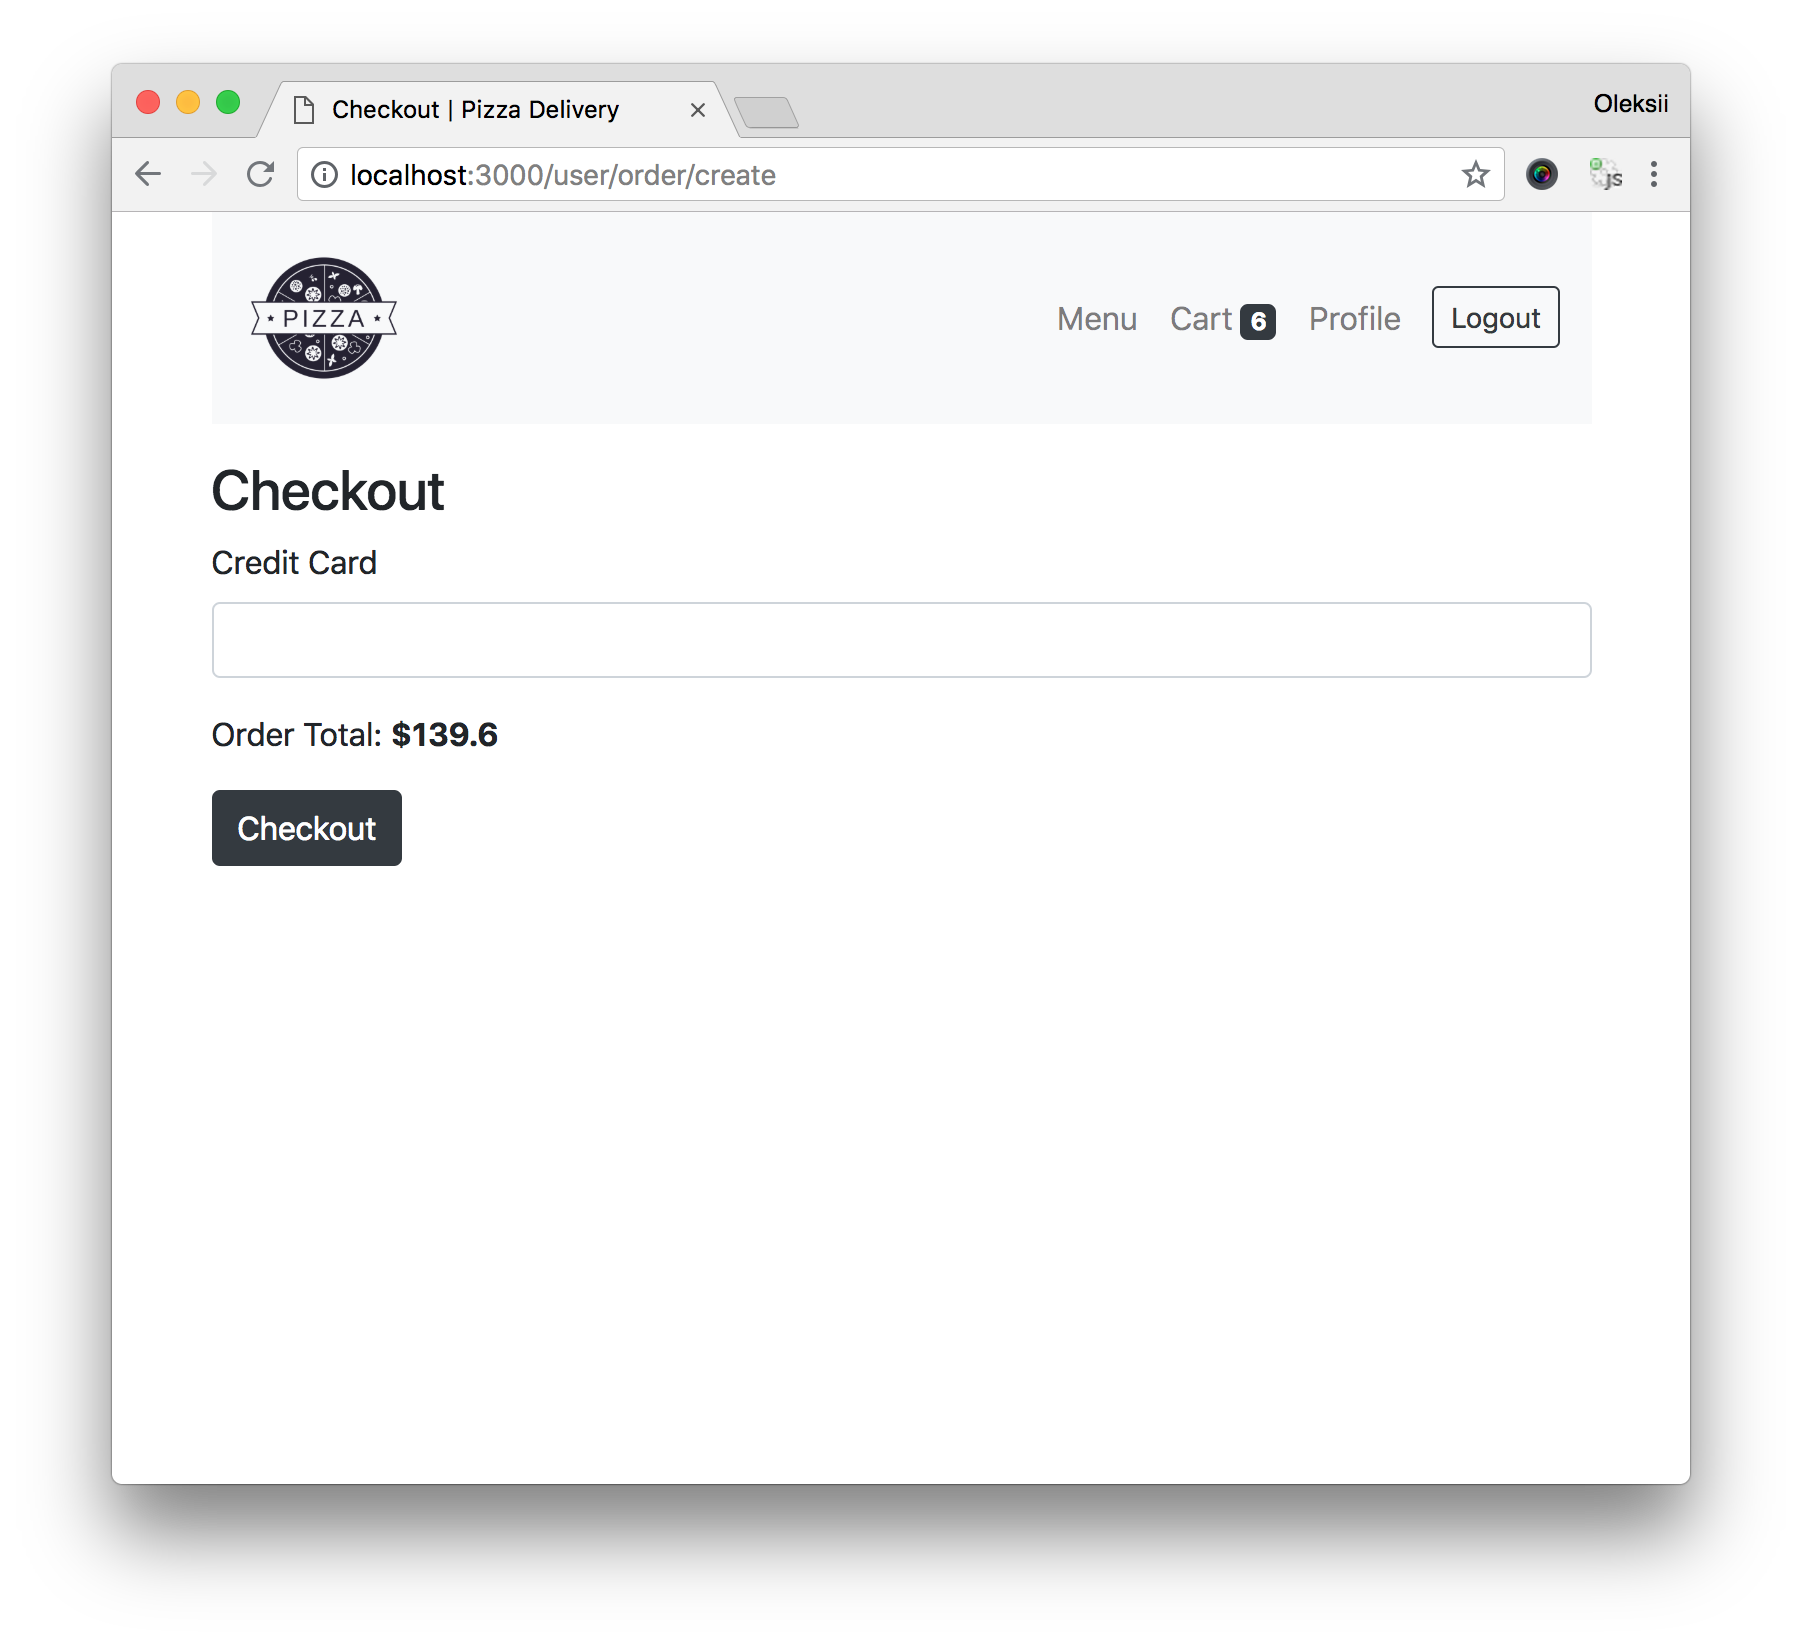 Checkout | Pizza Delivery
Oleksii
localhost:3000/user/order/create
JS
PIZZA
Menu Cart 6 Profile Logout
Checkout
Credit Card
Order Total: $139.6
Checkout